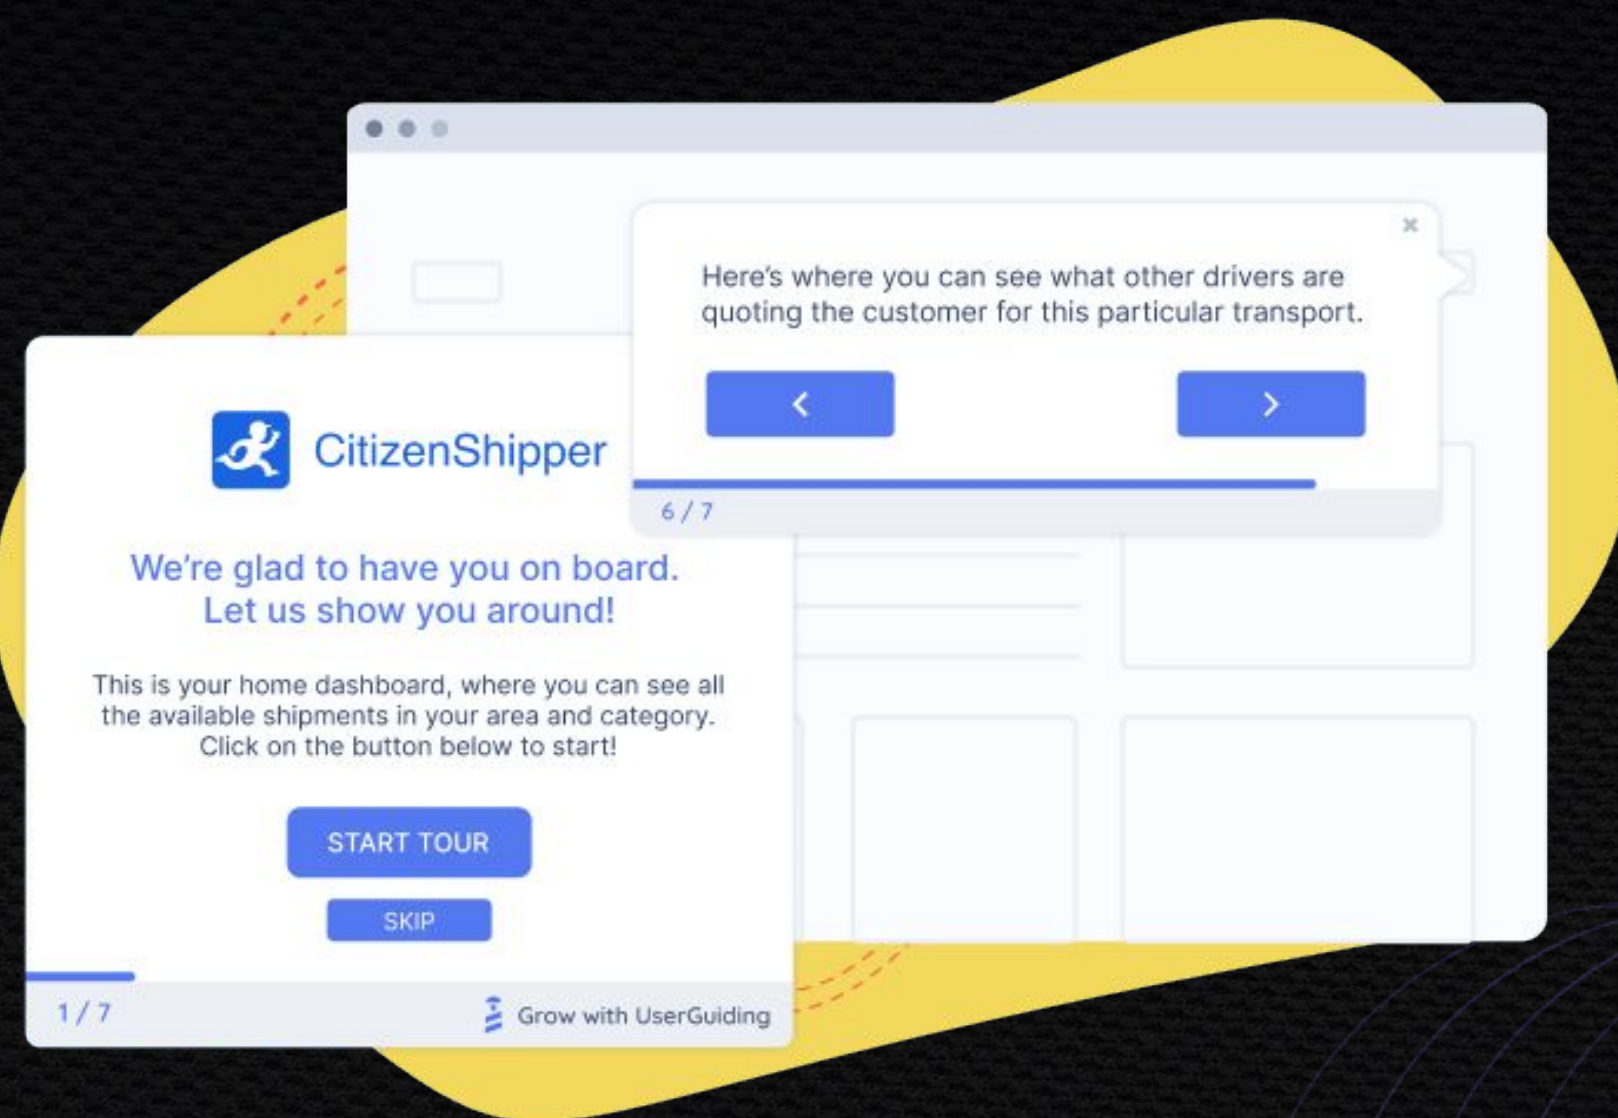 Here's where you can see what other drivers are
quoting the customer for this particular transport.
6 / 7
CitizenShipper
We're glad to have you on board.
Let us show you around!
This is your home dashboard, where you can see all
the available shipments in your area and category.
Click on the button below to start!
START TOUR
SKIP
1 / 7
Grow with UserGuiding